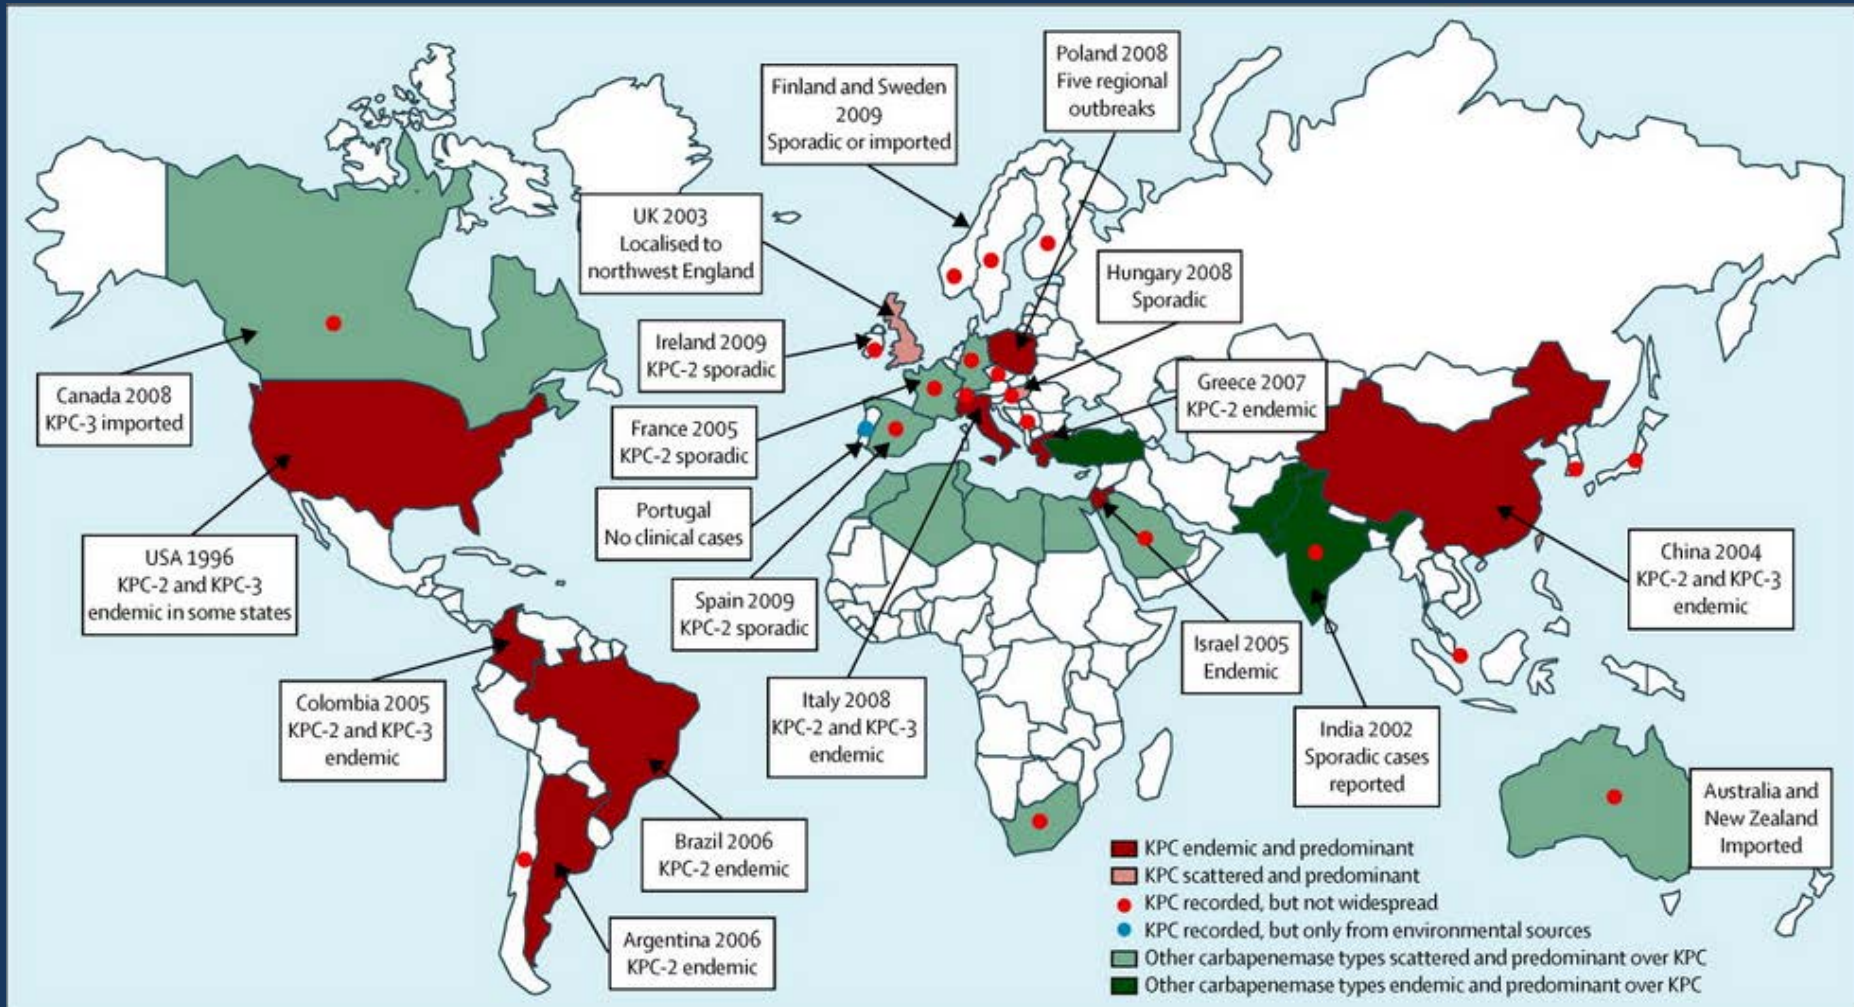 Poland 2008
Five regional
outbreaks
Finland and Sweden
2009
Sporadic or imported
UK 2003
Localised to
northwest England
Hungary 2008
Sporadic
Ireland 2009
KPC-2 sporadic
Greece 2007
KPC-2 endemic
Canada 2008
KPC-3 imported
France 2005
KPC-2 sporadic
Portugal
No clinical cases
USA 1996
KPC-2 and KPC-3
endemic in some states
China 2004
KPC-2 and KPC-3
endemic
Spain 2009
KPC-2 sporadic
Israel 2005
Endemic
Colombia 2005
KPC-2 and KPC-3
endemic
Italy 2008
KPC-2 and KPC-3
endemic
India 2002
Sporadic cases
reported
Australia and
New Zealand
Imported
Brazil 2006
KPC-2 endemic
Argentina 2006
KPC-2 endemic
KPC endemic and predominant
KPC scattered and predominant
KPC recorded, but not widespread
KPC recorded, but only from environmental sources
Other carbapenemase types scattered and predominant over KPC
Other carbapenemase types endemic and predominant over KPC